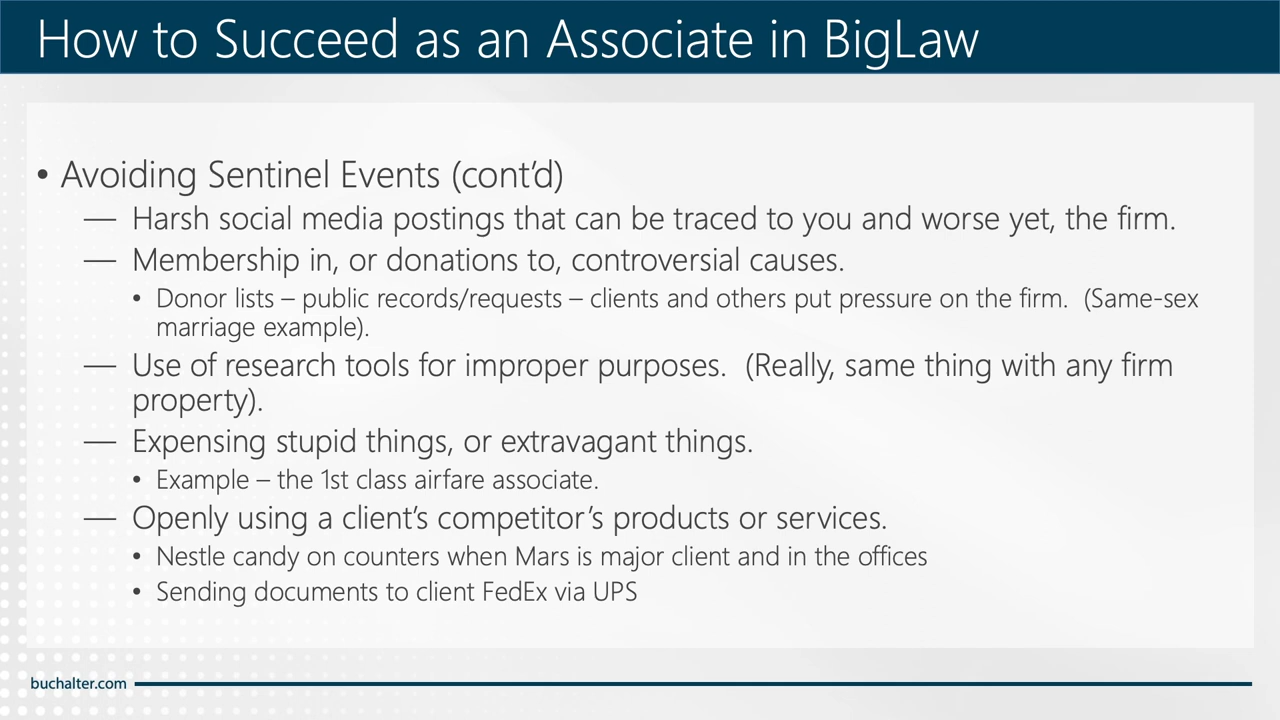 How to Succeed as an Associate in BigLaw
• Avoiding Sentinel Events (cont’d)
— Harsh social media postings that can be traced to you and worse yet, the firm.
— Membership in, or donations to, controversial causes.
• Donor lists – public records/requests – clients and others put pressure on the firm.  (Same-sex
marriage example).
— Use of research tools for improper purposes.  (Really, same thing with any firm
property).
— Expensing stupid things, or extravagant things.
• Example – the 1st class airfare associate.
— Openly using a client’s competitor’s products or services.
• Nestle candy on counters when Mars is major client and in the offices
• Sending documents to client FedEx via UPS
buchalter.com